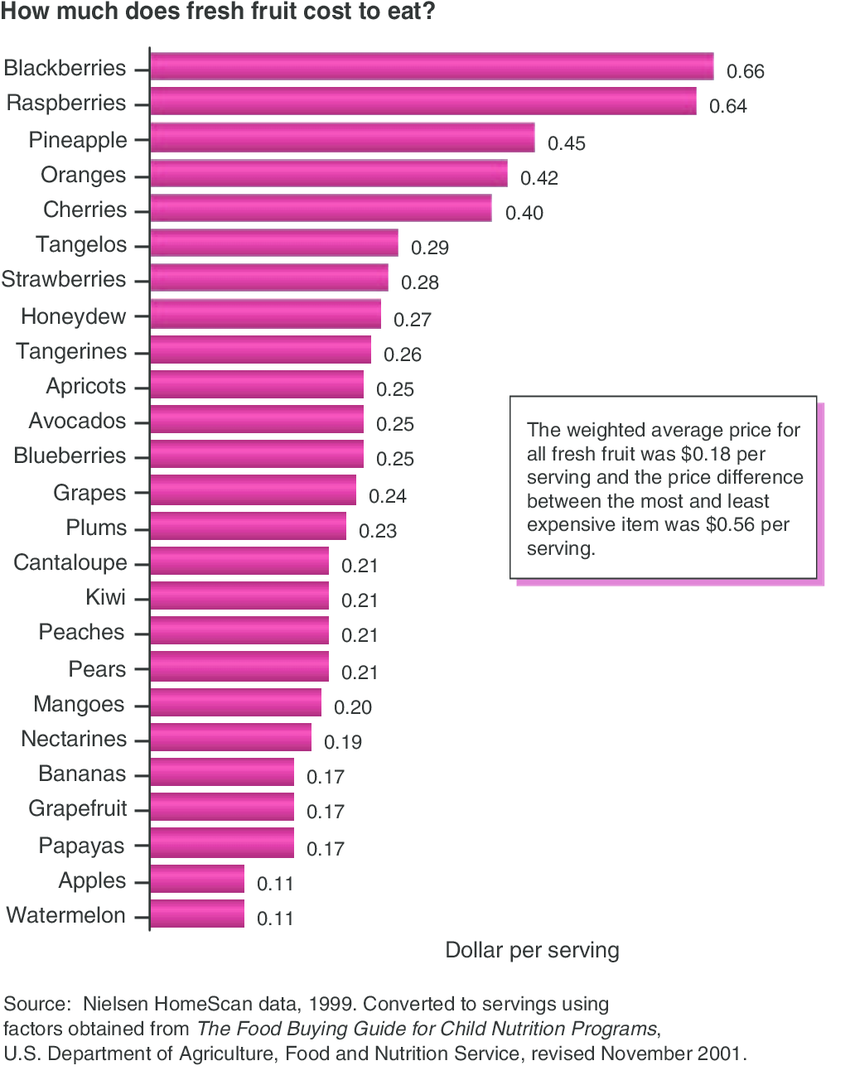 How much does fresh fruit cost to eat?
Blackberries 0.66
Raspberries 0.64
Pineapple 0.45
Oranges 0.42
Cherries 0.40
Tangelos 0.29
Strawberries 0.28
Honeydew 0.27
Tangerines 0.26
Apricots 0.25
Avocados 0.25
Blueberries 0.25
Grapes 0.24
Plums 0.23
Cantaloupe 0.21
Kiwi 0.21
Peaches 0.21
Pears 0.21
Mangoes 0.20
Nectarines 0.19
Bananas 0.17
Grapefruit 0.17
Papayas 0.17
Apples 0.11
Watermelon 0.11
The weighted average price for
all fresh fruit was $0.18 per
serving and the price difference
between the most and least
expensive item was $0.56 per
serving.
Dollar per serving
Source:  Nielsen HomeScan data, 1999. Converted to servings using
factors obtained from The Food Buying Guide for Child Nutrition Programs,
U.S. Department of Agriculture, Food and Nutrition Service, revised November 2001.